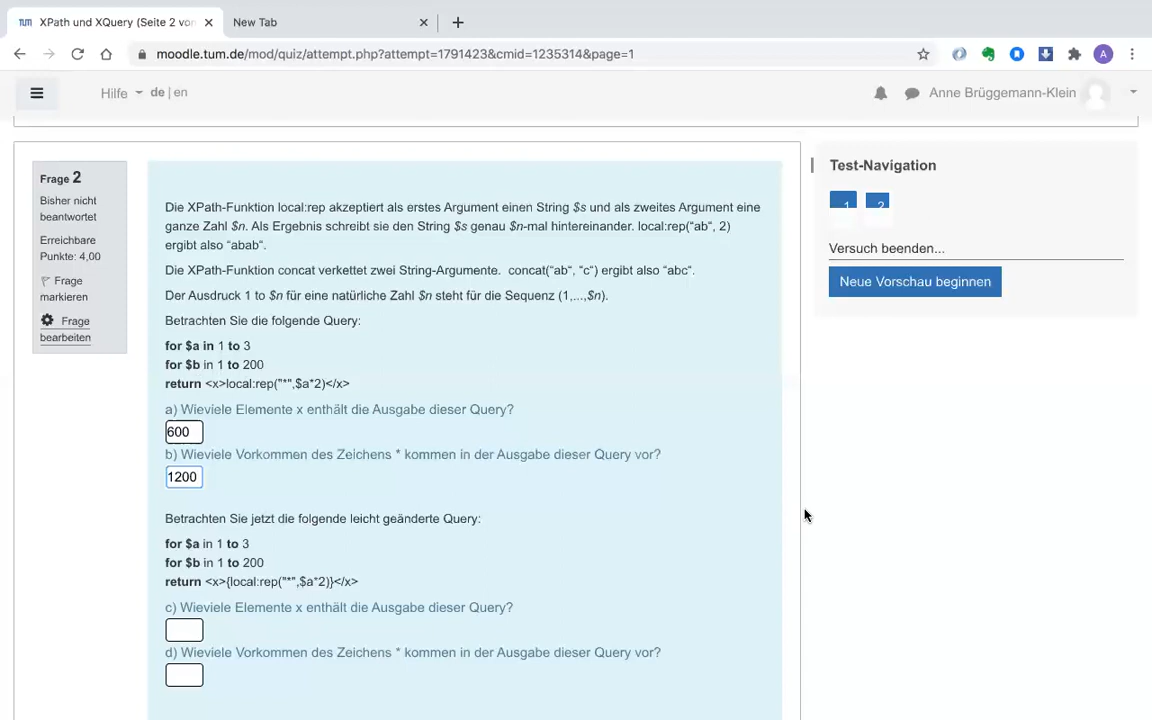 XPath und XQuery (Seite 2 von
New Tab
moodle.tum.de/mod/quiz/attempt.php?attempt=1791423&cmid=1235314&page=1
A
Hilfe
de | en
Anne Brüggemann-Klein
Frage 2
Bisher nicht
beantwortet
Erreichbare
Punkte: 4,00
Frage
markieren
Frage
bearbeiten
Die XPath-Funktion local:rep akzeptiert als erstes Argument einen String $s und als zweites Argument eine
ganze Zahl $n. Als Ergebnis schreibt sie den String $s genau $n-mal hintereinander. local:rep("ab“, 2)
ergibt also “abab“.
Die XPath-Funktion concat verkettet zwei String-Argumente.  concat(“ab“, “c“) ergibt also “abc“.
Der Ausdruck 1 to $n für eine natürliche Zahl $n steht für die Sequenz (1,...,$n).
Betrachten Sie die folgende Query:
for $a in 1 to 3
for $b in 1 to 200
return <x>local:rep("*",$a*2)</x>
a) Wieviele Elemente x enthält die Ausgabe dieser Query?
600
b) Wieviele Vorkommen des Zeichens * kommen in der Ausgabe dieser Query vor?
1200
Betrachten Sie jetzt die folgende leicht geänderte Query:
for $a in 1 to 3
for $b in 1 to 200
return <x>{local:rep("*",$a*2)}</x>
c) Wieviele Elemente x enthält die Ausgabe dieser Query?
d) Wieviele Vorkommen des Zeichens * kommen in der Ausgabe dieser Query vor?
Test-Navigation
1 2
Versuch beenden...
Neue Vorschau beginnen